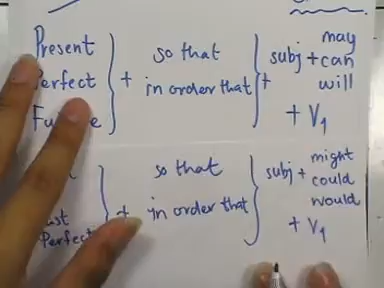 Present
Perfect
+ so that
in order that
+ subj + may
can
will
+ V1
Perfect
+ so that
in order that
subj + might
could
would
+ V1